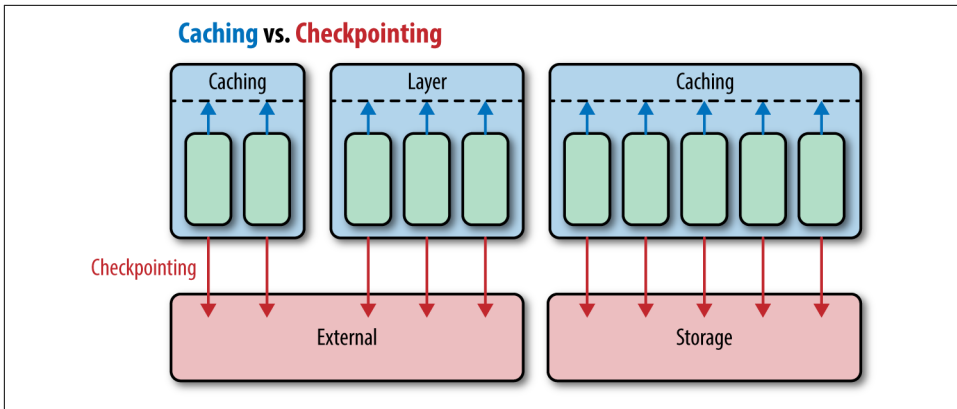 Caching vs. Checkpointing
Caching
Layer
Caching
Checkpointing
External
Storage